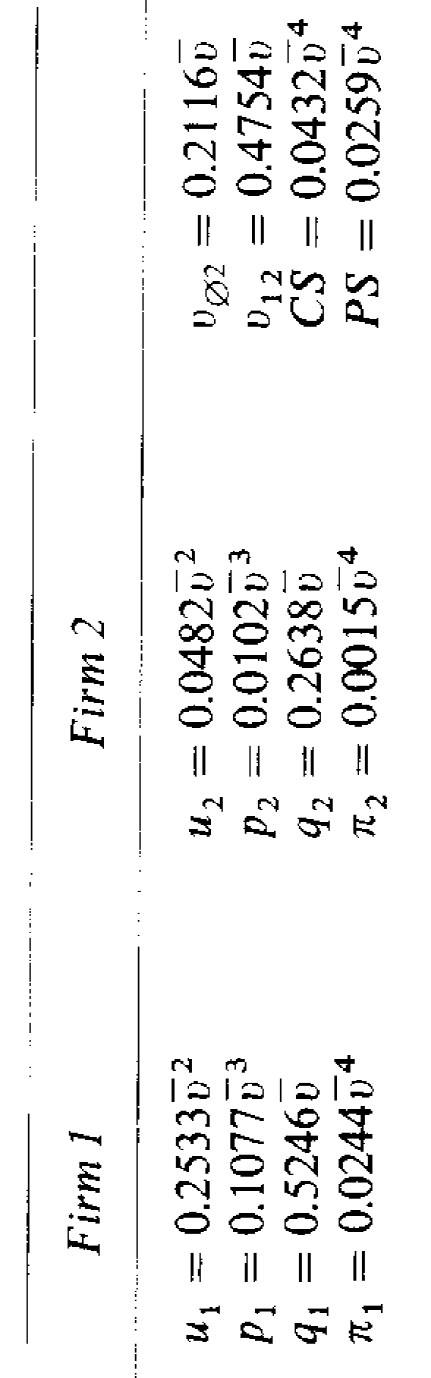 Firm 1 Firm 2
u₁ = 0.2533v̅² u₂ = 0.0482v̅² v∅₂ = 0.2116v̅
p₁ = 0.1077v̅³ p₂ = 0.0102v̅³ v₁₂ = 0.4754v̅
q₁ = 0.5246v̅ q₂ = 0.2638v̅ CS = 0.0432v̅⁴
π₁ = 0.0244v̅⁴ π₂ = 0.0015v̅⁴ PS = 0.0259v̅⁴